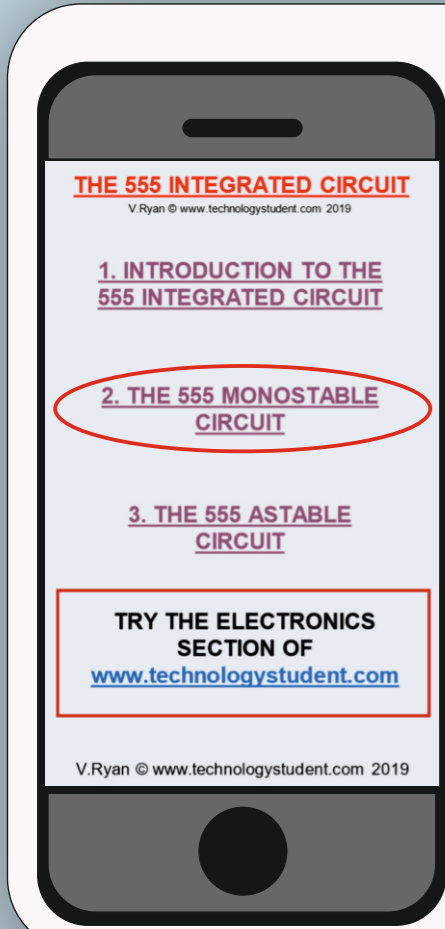 THE 555 INTEGRATED CIRCUIT
V.Ryan © www.technologystudent.com 2019
1. INTRODUCTION TO THE
555 INTEGRATED CIRCUIT
2. THE 555 MONOSTABLE
CIRCUIT
3. THE 555 ASTABLE
CIRCUIT
TRY THE ELECTRONICS
SECTION OF
www.technologystudent.com
V.Ryan © www.technologystudent.com 2019